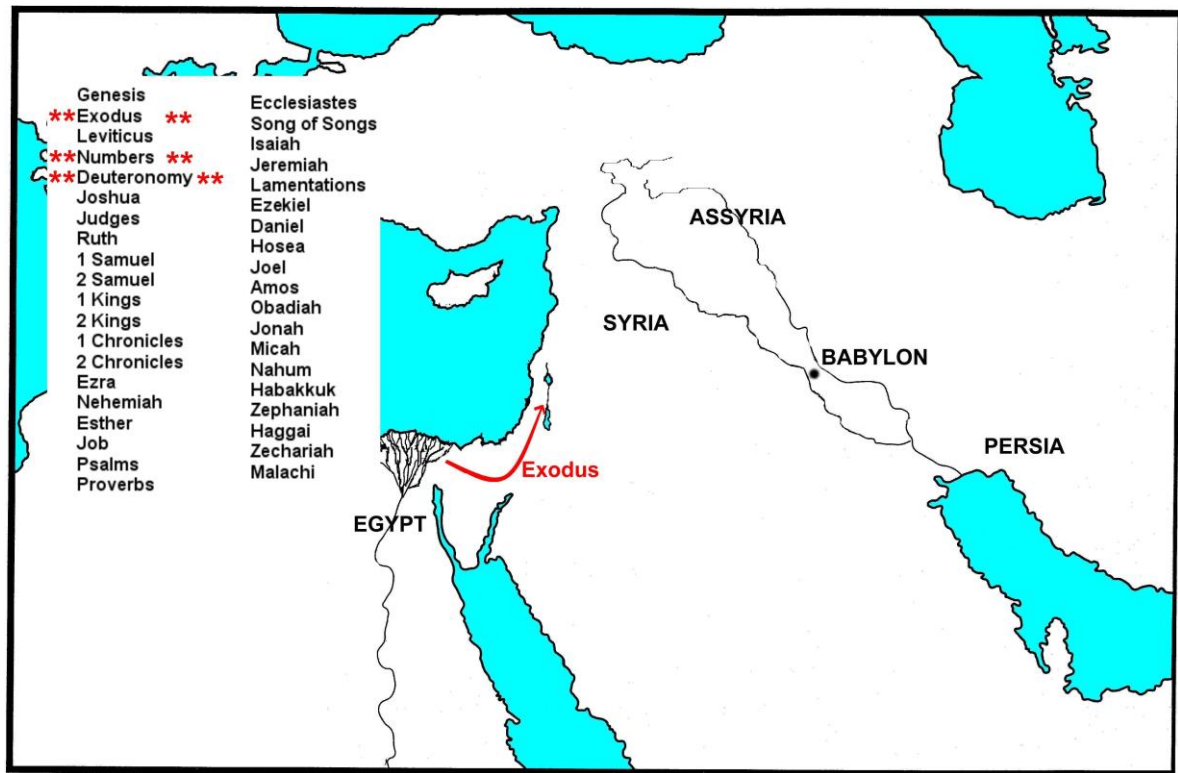 Genesis
**Exodus **
Leviticus
**Numbers **
**Deuteronomy **
Joshua
Judges
Ruth
1 Samuel
2 Samuel
1 Kings
2 Kings
1 Chronicles
2 Chronicles
Ezra
Nehemiah
Esther
Job
Psalms
Proverbs
Ecclesiastes
Song of Songs
Isaiah
Jeremiah
Lamentations
Ezekiel
Daniel
Hosea
Joel
Amos
Obadiah
Jonah
Micah
Nahum
Habakkuk
Zephaniah
Haggai
Zechariah
Malachi
ASSYRIA
SYRIA
BABYLON
PERSIA
Exodus
EGYPT